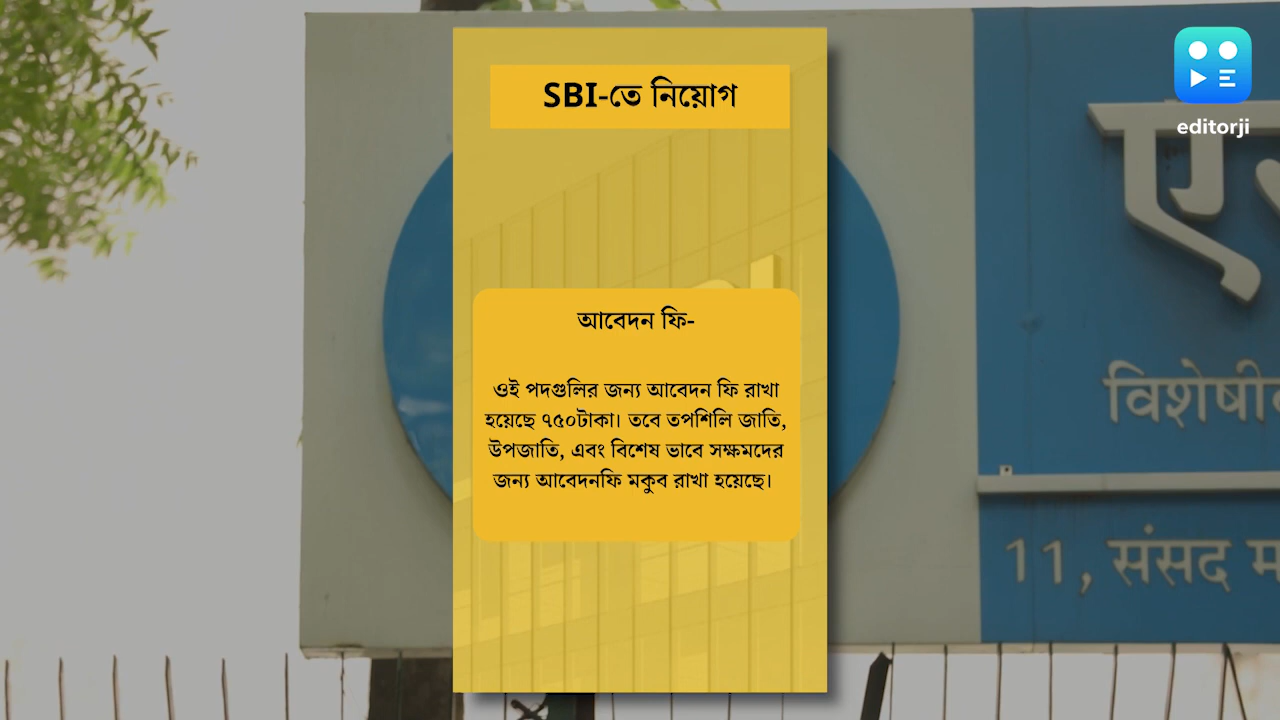 SBI-তে নিয়োগ
আবেদন ফি-
ওই পদগুলির জন্য আবেদন ফি রাখা
হয়েছে ৭৫০টাকা। তবে তপশিলি জাতি,
উপজাতি, এবং বিশেষ ভাবে সক্ষমদের
জন্য আবেদনফি মকুব রাখা হয়েছে।
editorji
11, संसद